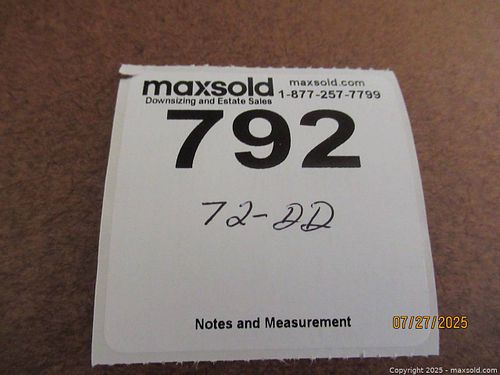 maxsold maxsold.com
Downsizing and Estate Sales 1-877-257-7799
792
72-DD
Notes and Measurement
07/27/2025
Copyright 2025 - maxsold.com